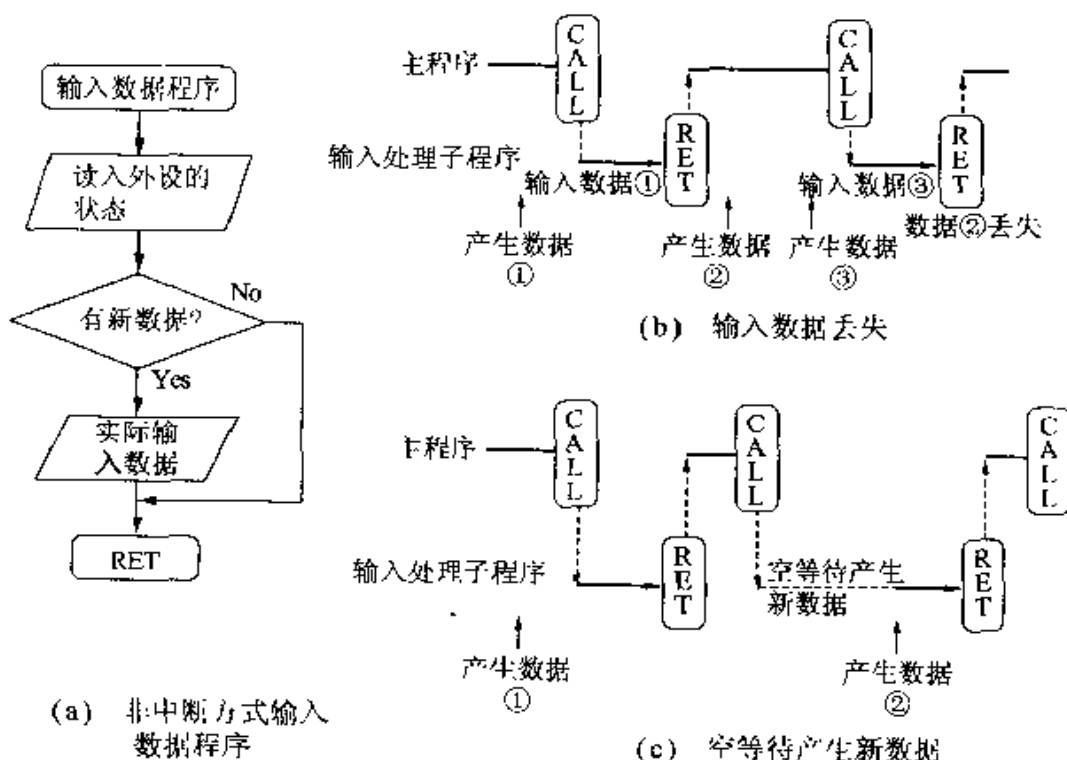 输入数据程序
读入外设的
状态
有新数据?
No
Yes
实际输
入数据
RET
(a) 非中断方式输入
数据程序
主程序
CALL
CALL
输入处理子程序
RET
RET
输入数据①
输入数据③
数据②丢失
产生数据
①
产生数据
②
产生数据
③
(b) 输入数据丢失
主程序
CALL
CALL
CALL
输入处理子程序
RET
RET
空等待产生
新数据
产生数据
①
产生数据
②
(c) 空等待产生新数据